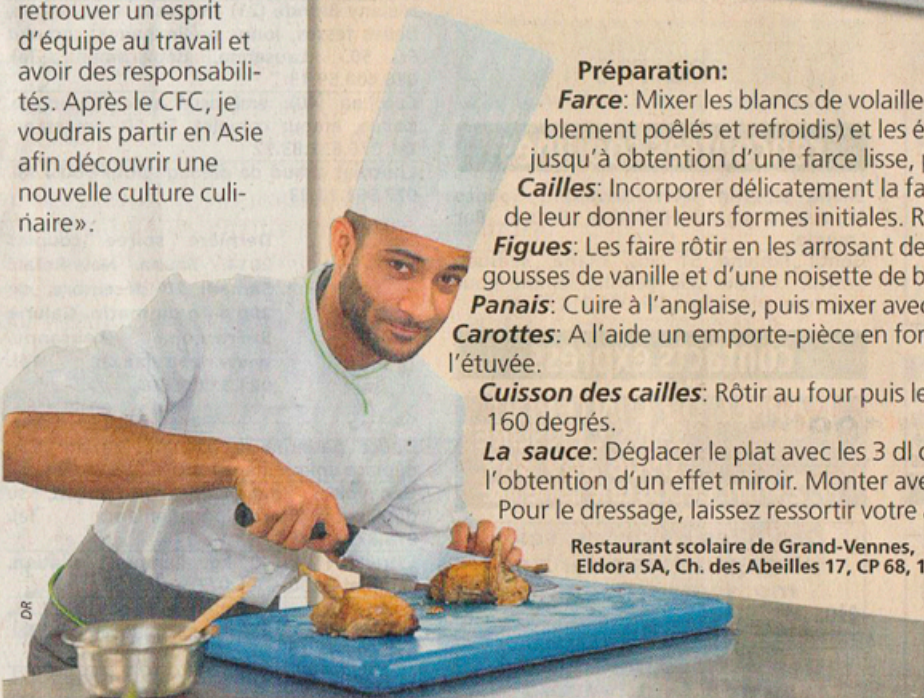 retrouver un esprit
d'équipe au travail et
avoir des responsabili-
tés. Après le CFC, je
voudrais partir en Asie
afin découvrir une
nouvelle culture culi-
naire».
Préparation:
Farce: Mixer les blancs de volaille
blement poêlés et refroidis) et les
jusqu'à obtention d'une farce lisse,
Cailles: Incorporer délicatement la
de leur donner leurs formes initiales.
Figues: Les faire rôtir en les arrosant de
gousses de vanille et d'une noisette de
Panais: Cuire à l'anglaise, puis mixer avec
Carottes: A l'aide un emporte-pièce en
l'étuvée.
Cuisson des cailles: Rôtir au four puis
160 degrés.
La sauce: Déglacer le plat avec les 3 dl
l'obtention d'un effet miroir. Monter
Pour le dressage, laissez ressortir votre
Restaurant scolaire de Grand-Vennes,
Eldora SA, Ch. des Abeilles 17, CP 68,
DR